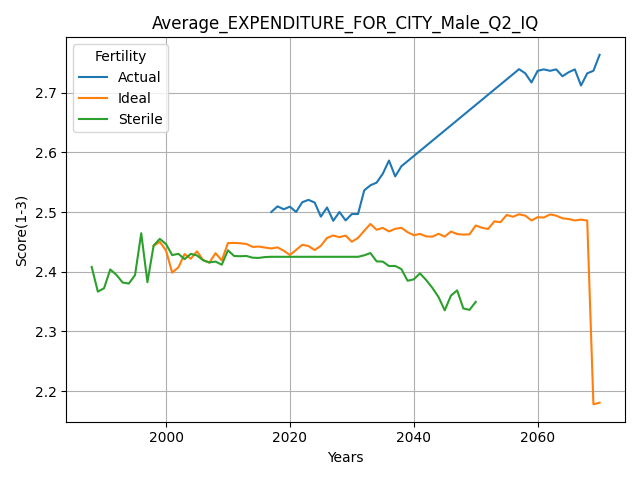 Average_EXPENDITURE_FOR_CITY_Male_Q2_IQ
Fertility
Actual
Ideal
Sterile
Score(1-3)
2.7
2.6
2.5
2.4
2.3
2.2
2000 2020 2040 2060
Years